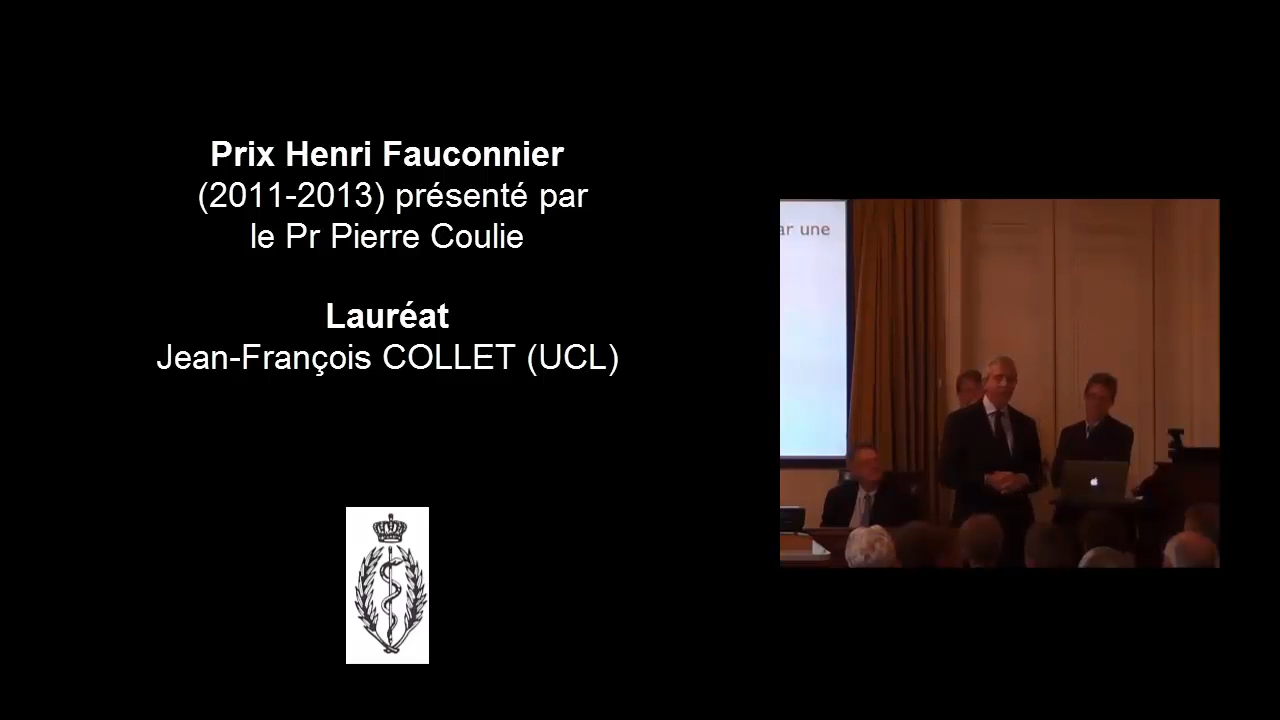 Prix Henri Fauconnier
(2011-2013) présenté par
le Pr Pierre Coulie
Lauréat
Jean-François COLLET (UCL)
ar une